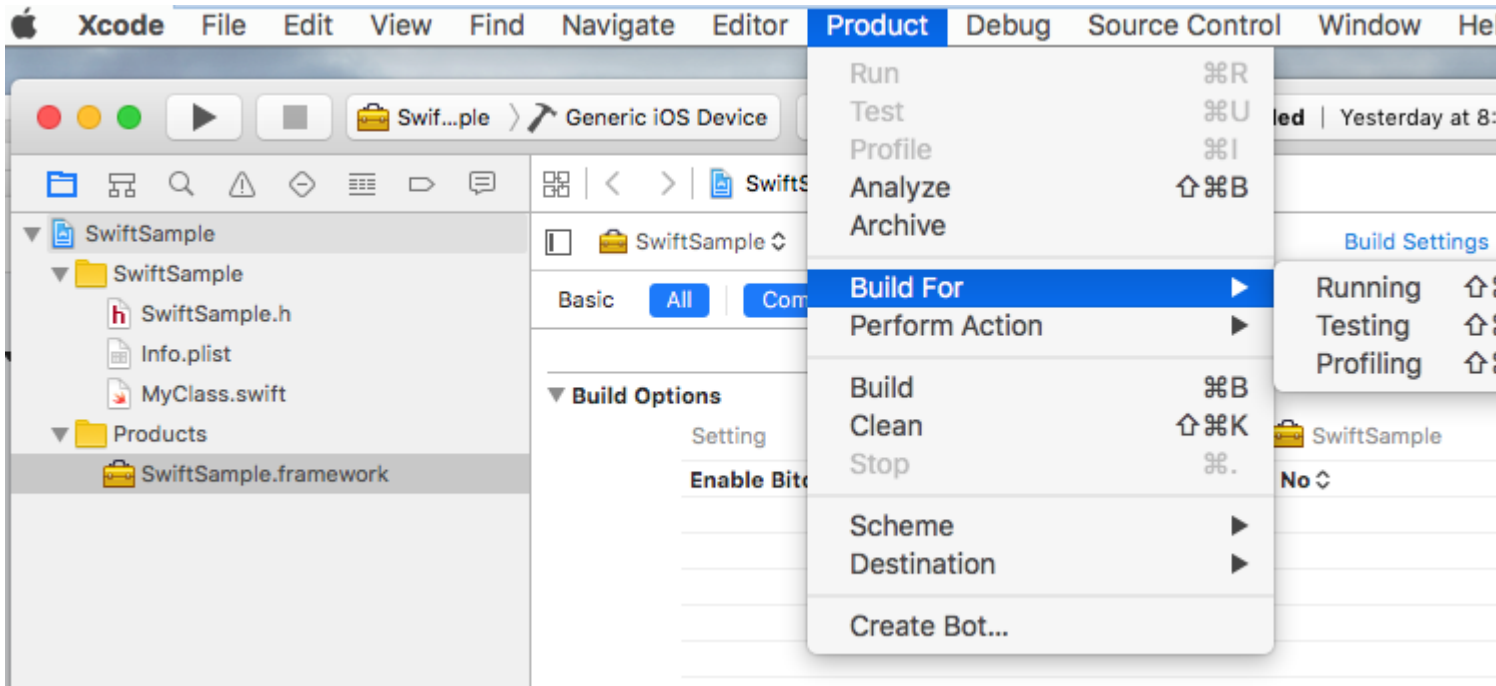 Xcode File Edit View Find Navigate Editor Product Debug Source Control Window
Run ⌘R
Test ⌘U
Profile ⌘I
Analyze ⇧⌘B
Archive
Build For
Perform Action
Build ⌘B
Clean ⇧⌘K
Stop ⌘.
Scheme
Destination
Create Bot...
Running
Testing
Profiling
Swif...ple Generic iOS Device
Yesterday at 8:
SwiftSample
SwiftSample
h SwiftSample.h
Info.plist
MyClass.swift
Products
SwiftSample.framework
SwiftSample Build Settings
Basic All
Build Options
Setting SwiftSample
Enable No